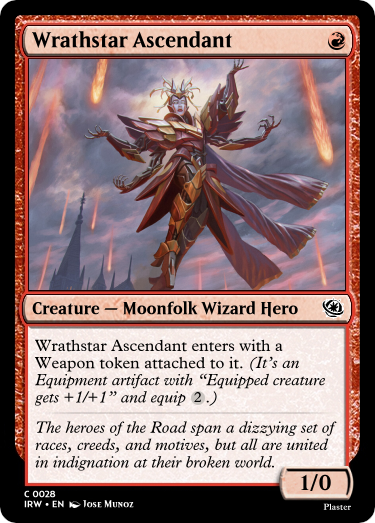 Wrathstar Ascendant
Creature — Moonfolk Wizard Hero
Wrathstar Ascendant enters with a
Weapon token attached to it. (It's an
Equipment artifact with “Equipped creature
gets +1/+1” and equip 2.)
The heroes of the Road span a dizzying set of
races, creeds, and motives, but all are united
in indignation at their broken world.
1/0
C 0028
IRW • EN Jose Munoz
Plaster